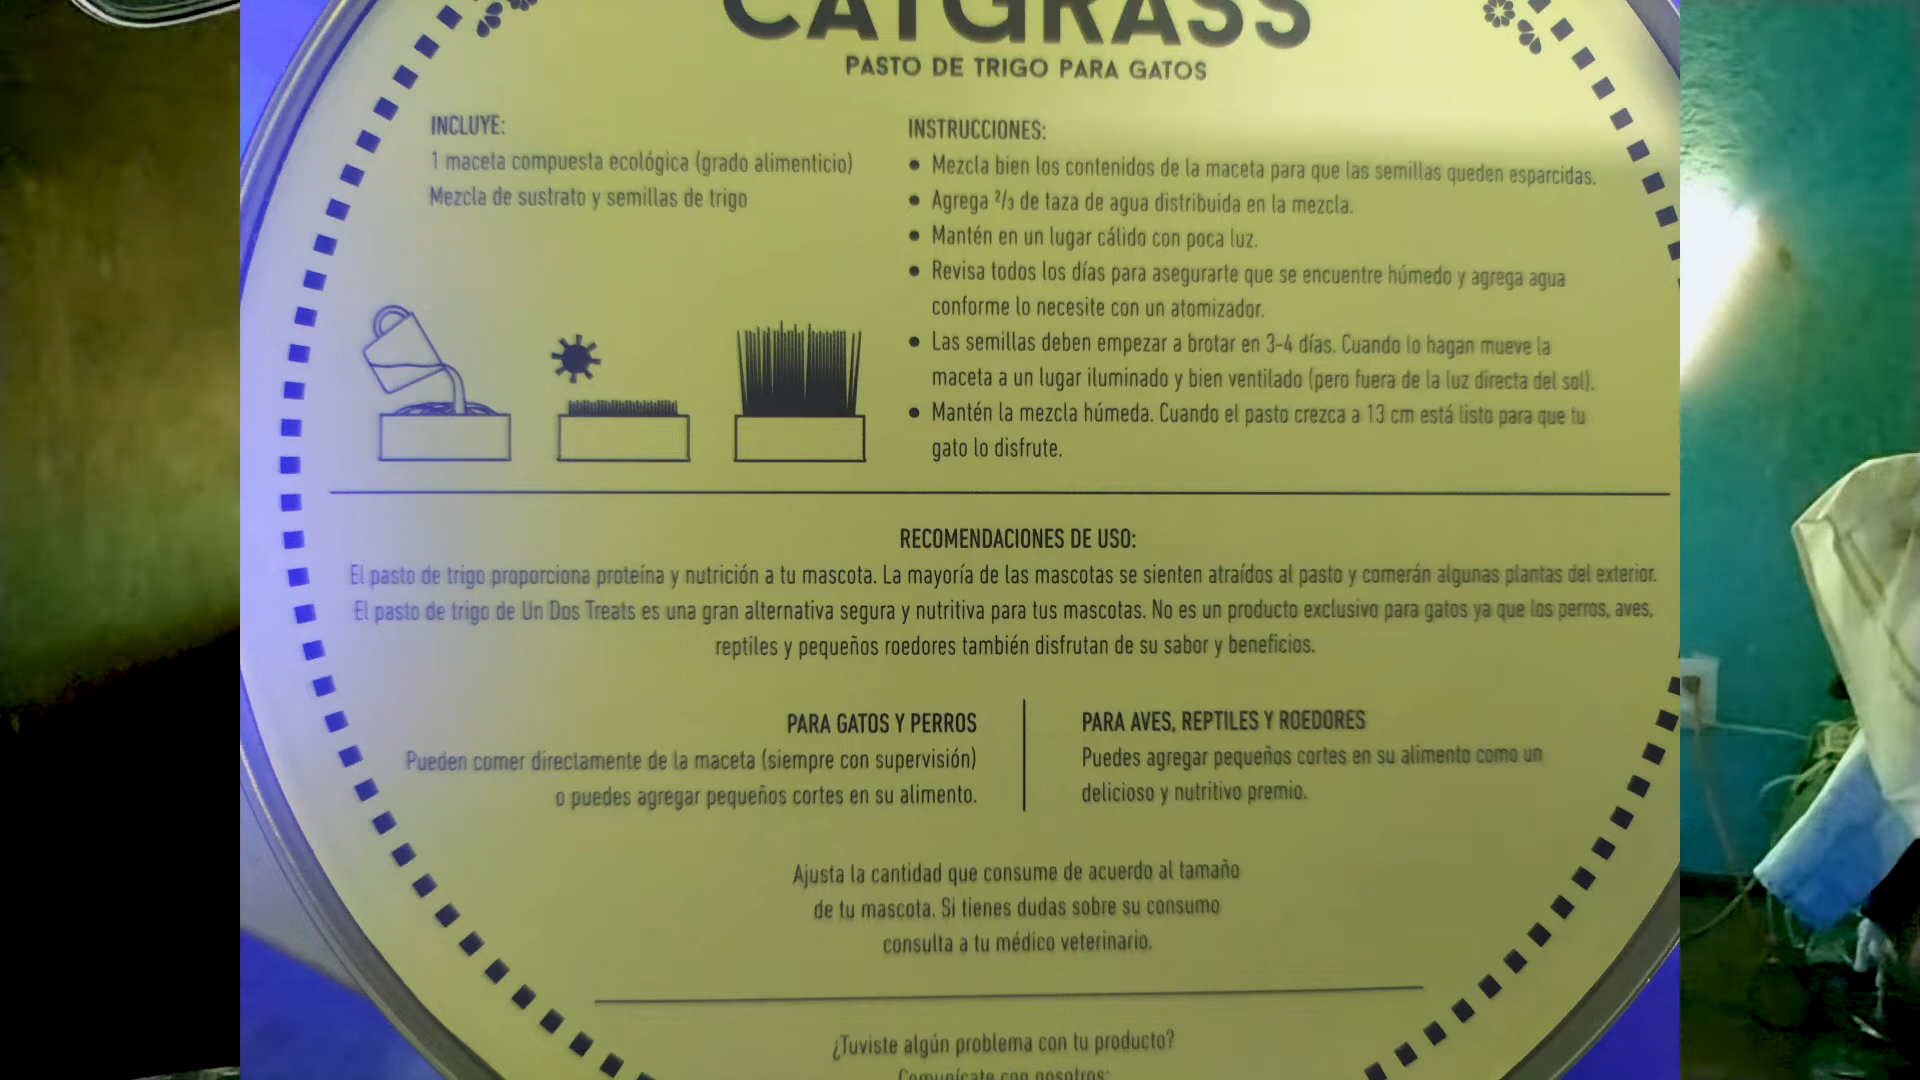 CATGRASS
PASTO DE TRIGO PARA GATOS
INCLUYE:
1 maceta compuesta ecológica (grado alimenticio)
Mezcla de sustrato y semillas de trigo
INSTRUCCIONES:
• Mezcla bien los contenidos de la maceta para que las semillas queden esparcidas.
• Agrega ²/₃ de taza de agua distribuida en la mezcla.
• Mantén en un lugar cálido con poca luz.
• Revisa todos los días para asegurarte que se encuentre húmedo y agrega agua
conforme lo necesite con un atomizador.
• Las semillas deben empezar a brotar en 3-4 días. Cuando lo hagan mueve la
maceta a un lugar iluminado y bien ventilado (pero fuera de la luz directa del sol).
• Mantén la mezcla húmeda. Cuando el pasto crezca a 13 cm está listo para que tu
gato lo disfrute.
RECOMENDACIONES DE USO:
El pasto de trigo proporciona proteína y nutrición a tu mascota. La mayoría de las mascotas se sienten atraídos al pasto y comerán algunas plantas del exterior.
El pasto de trigo de Un Dos Treats es una gran alternativa segura y nutritiva para tus mascotas. No es un producto exclusivo para gatos ya que los perros, aves,
reptiles y pequeños roedores también disfrutan de su sabor y beneficios.
PARA GATOS Y PERROS
Pueden comer directamente de la maceta (siempre con supervisión)
o puedes agregar pequeños cortes en su alimento.
PARA AVES, REPTILES Y ROEDORES
Puedes agregar pequeños cortes en su alimento como un
delicioso y nutritivo premio.
Ajusta la cantidad que consume de acuerdo al tamaño
de tu mascota. Si tienes dudas sobre su consumo
consulta a tu médico veterinario.
¿Tuviste algún problema con tu producto?
Comunícate con nosotros: